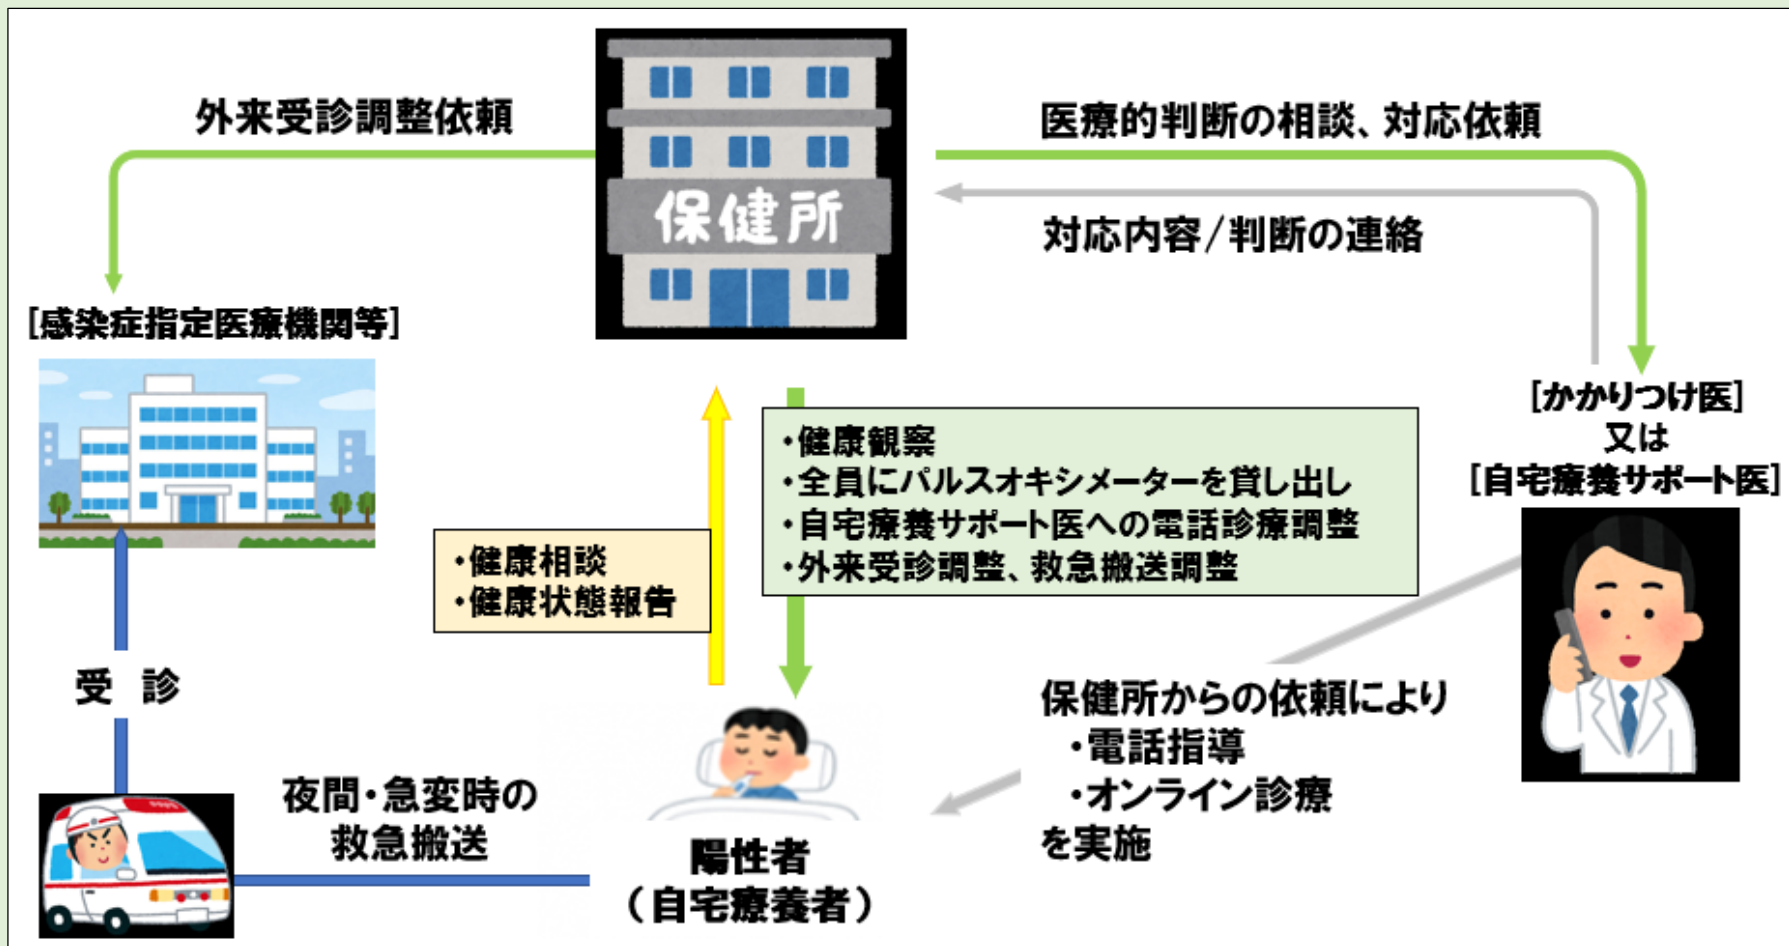 外来受診調整依頼
医療的判断の相談、対応依頼
保健所
対応内容/判断の連絡
[感染症指定医療機関等]
[かかりつけ医]
又は
[自宅療養サポート医]
・健康観察
・全員にパルスオキシメーターを貸し出し
・自宅療養サポート医への電話診療調整
・外来受診調整、救急搬送調整
・健康相談
・健康状態報告
受 診
保健所からの依頼により
・電話指導
・オンライン診療
を実施
夜間・急変時の
救急搬送
陽性者
（自宅療養者）